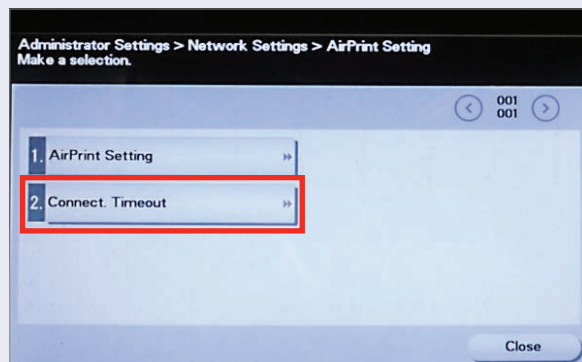 Administrator Settings > Network Settings > AirPrint Setting
Make a selection.
001
001
1. AirPrint Setting
2. Connect. Timeout
Close